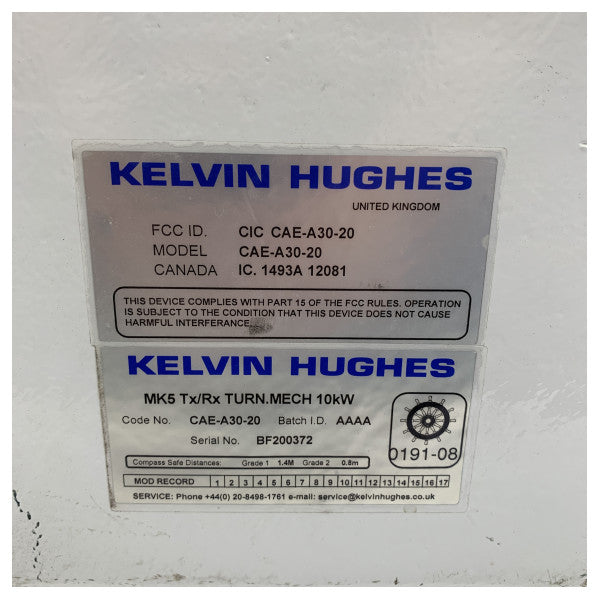 KELVIN HUGHES
UNITED KINGDOM
FCC ID. CIC CAE-A30-20
MODEL CAE-A30-20
CANADA IC. 1493A 12081
THIS DEVICE COMPLIES WITH PART 15 OF THE FCC RULES. OPERATION
IS SUBJECT TO THE CONDITION THAT THIS DEVICE DOES NOT CAUSE
HARMFUL INTERFERANCE.
KELVIN HUGHES
MK5 Tx/Rx TURN.MECH 10kW
Code No. CAE-A30-20 Batch I.D. AAAA
Serial No. BF200372
0191-08
Compass Safe Distances: Grade 1 1.4M Grade 2 0.8m
MOD RECORD 1 2 3 4 5 6 7 8 9 10 11 12 13 14 15 16 17
SERVICE: Phone +44(0) 20-8498-1761 e-mail: service@kelvinhughes.co.uk